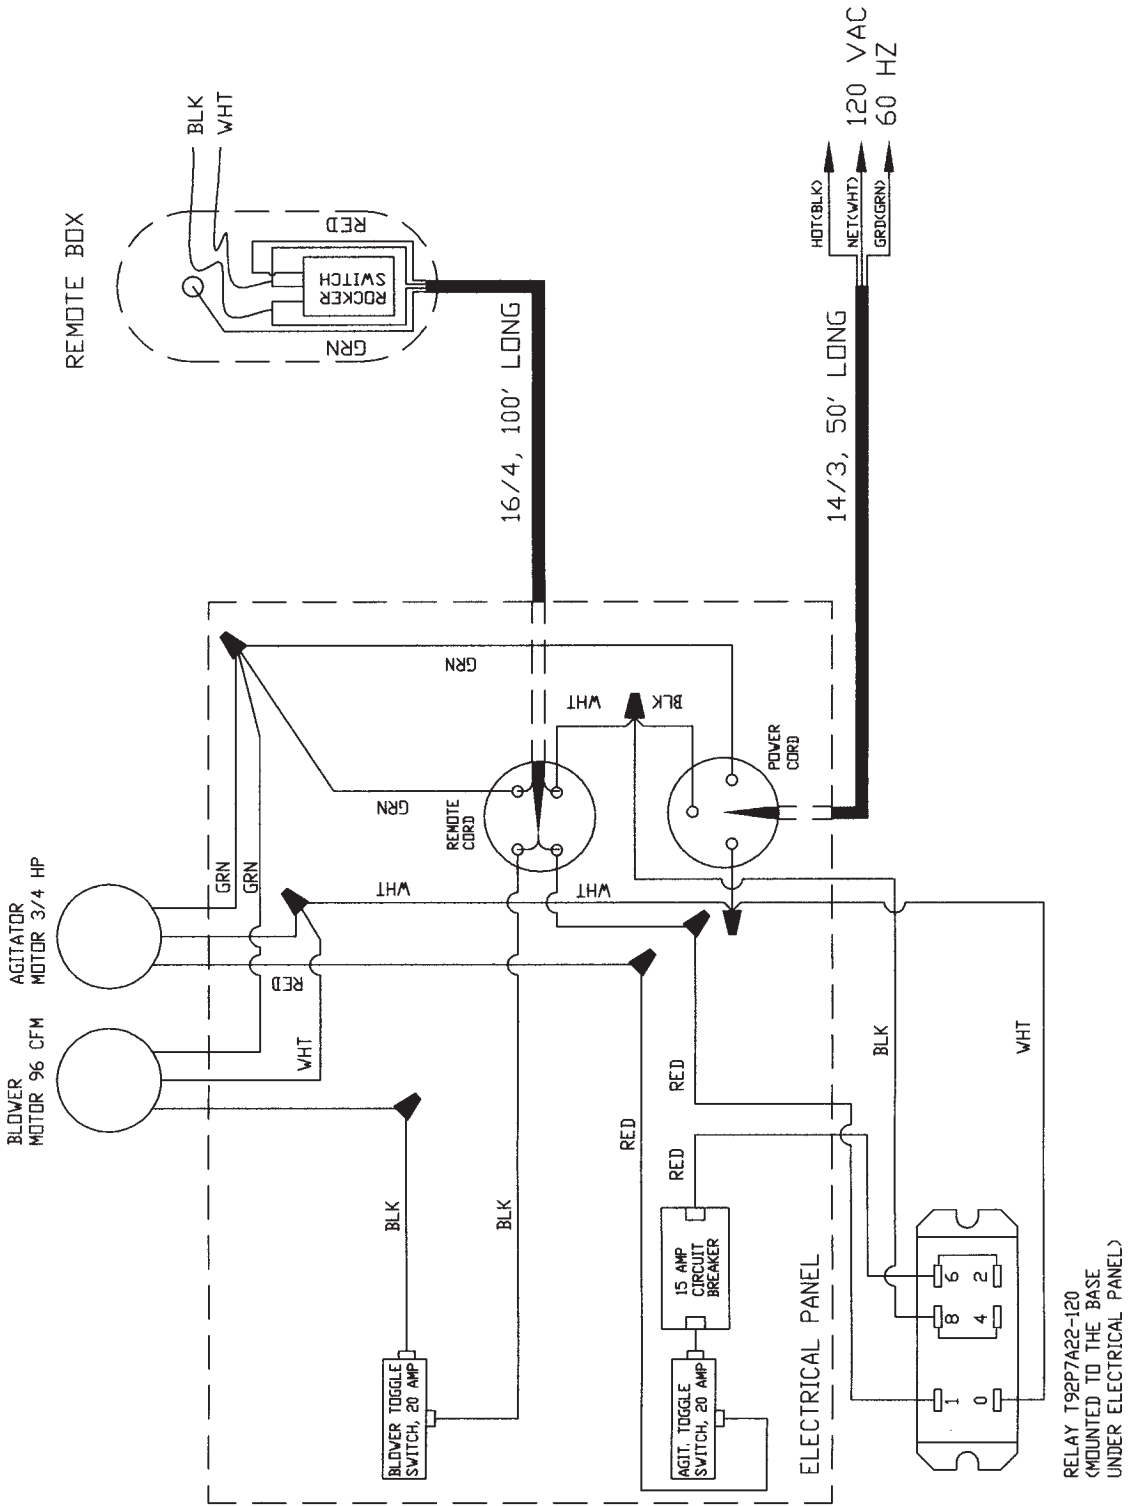 REMOTE BOX
BLK
WHT
RED
ROCKER
SWITCH
GRN
16/4, 100' LONG
HOT(BLK)
NET(WHT)
GRD(GRN)
120 VAC
60 HZ
14/3, 50' LONG
GRN
WHT
BLK
POWER
CORD
REMOTE
CORD
GRN
AGITATOR
MOTOR 3/4 HP
GRN
GRN
WHT
WHT
RED
BLOWER
MOTOR 96 CFM
WHT
BLK
BLK
RED
RED
RED
BLK
WHT
15 AMP
CIRCUIT
BREAKER
BLOWER TOGGLE
SWITCH, 20 AMP
AGIT. TOGGLE
SWITCH, 20 AMP
ELECTRICAL PANEL
6
2
8
4
1
0
RELAY T92P7A22-120
(MOUNTED TO THE BASE
UNDER ELECTRICAL PANEL)